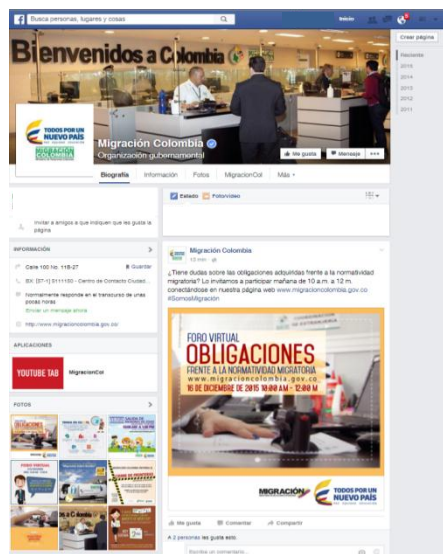 Busca personas, lugares y cosas
Inicio
Crear página
Reciente
2015
2014
2013
2012
2011
Bienvenidos a Colombia
TODOS POR UN
NUEVO PAÍS
MIGRACIÓN
COLOMBIA
Migración Colombia
Organización gubernamental
Me gusta
Mensaje
Biografía
Información
Fotos
MigracionCol
Más
Invitar a amigos a que indiquen que les gusta la
página
INFORMACIÓN
Calle 100 No. 11B-27
Guardar
Normalmente responde en el transcurso de unas
pocas horas
Enviar un mensaje ahora
http://www.migracioncolombia.gov.co/
APLICACIONES
YOUTUBE TAB
MigracionCol
FOTOS
Estado
Foto/video
Migración Colombia
12 min
¿Tiene dudas sobre las obligaciones adquiridas frente a la normatividad
migratoria? Lo invitamos a participar mañana de 10 a.m. a 12 m.
conectándose en nuestra página web www.migracioncolombia.gov.co
#SomosMigración
FORO VIRTUAL
OBLIGACIONES
FRENTE A LA NORMATIVIDAD MIGRATORIA
www.migracioncolombia.gov.co
16 DE DICIEMBRE DE 2015 10:00 AM - 12:00 M
MIGRACIÓN
TODOS POR UN
NUEVO PAÍS
Me gusta
Comentar
Compartir
A 2 personas les gusta esto.
Escribe un comentario...